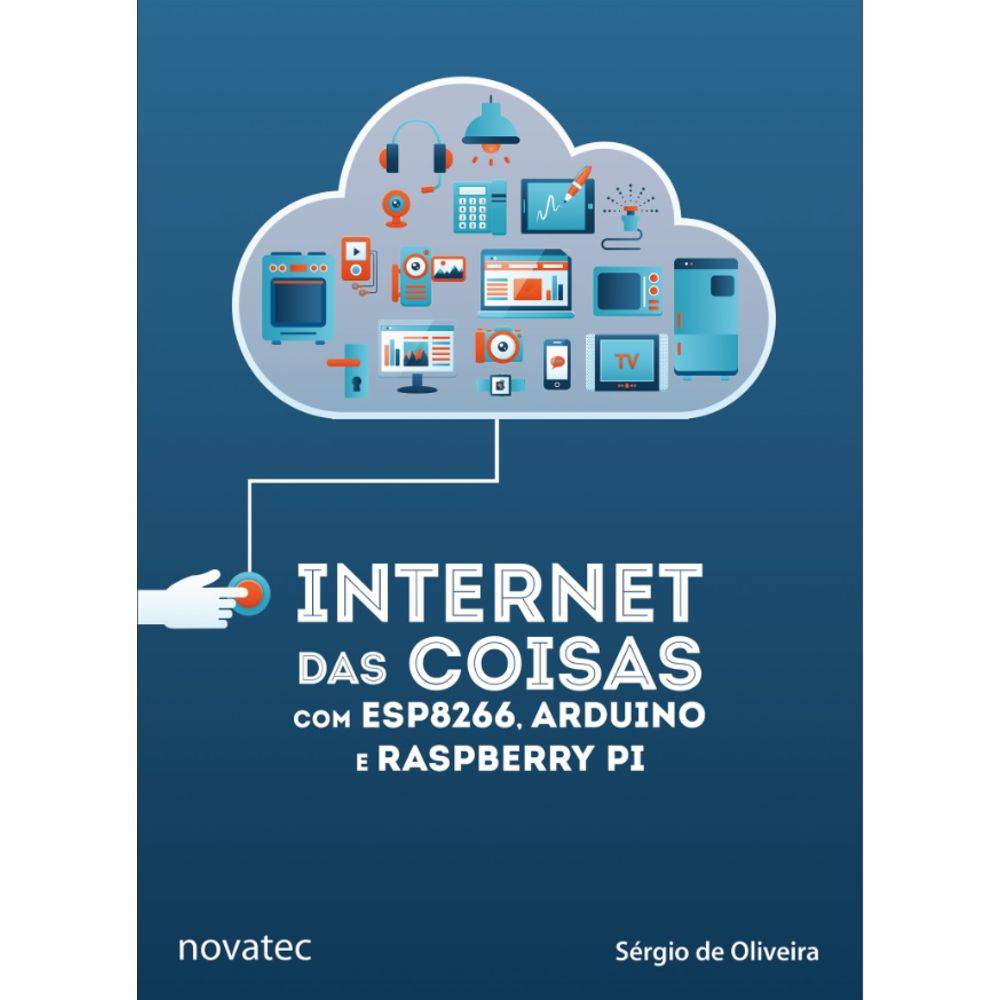 TV
INTERNET
DAS COISAS
COM ESP8266, ARDUINO
E RASPBERRY PI
novatec
Sérgio de Oliveira